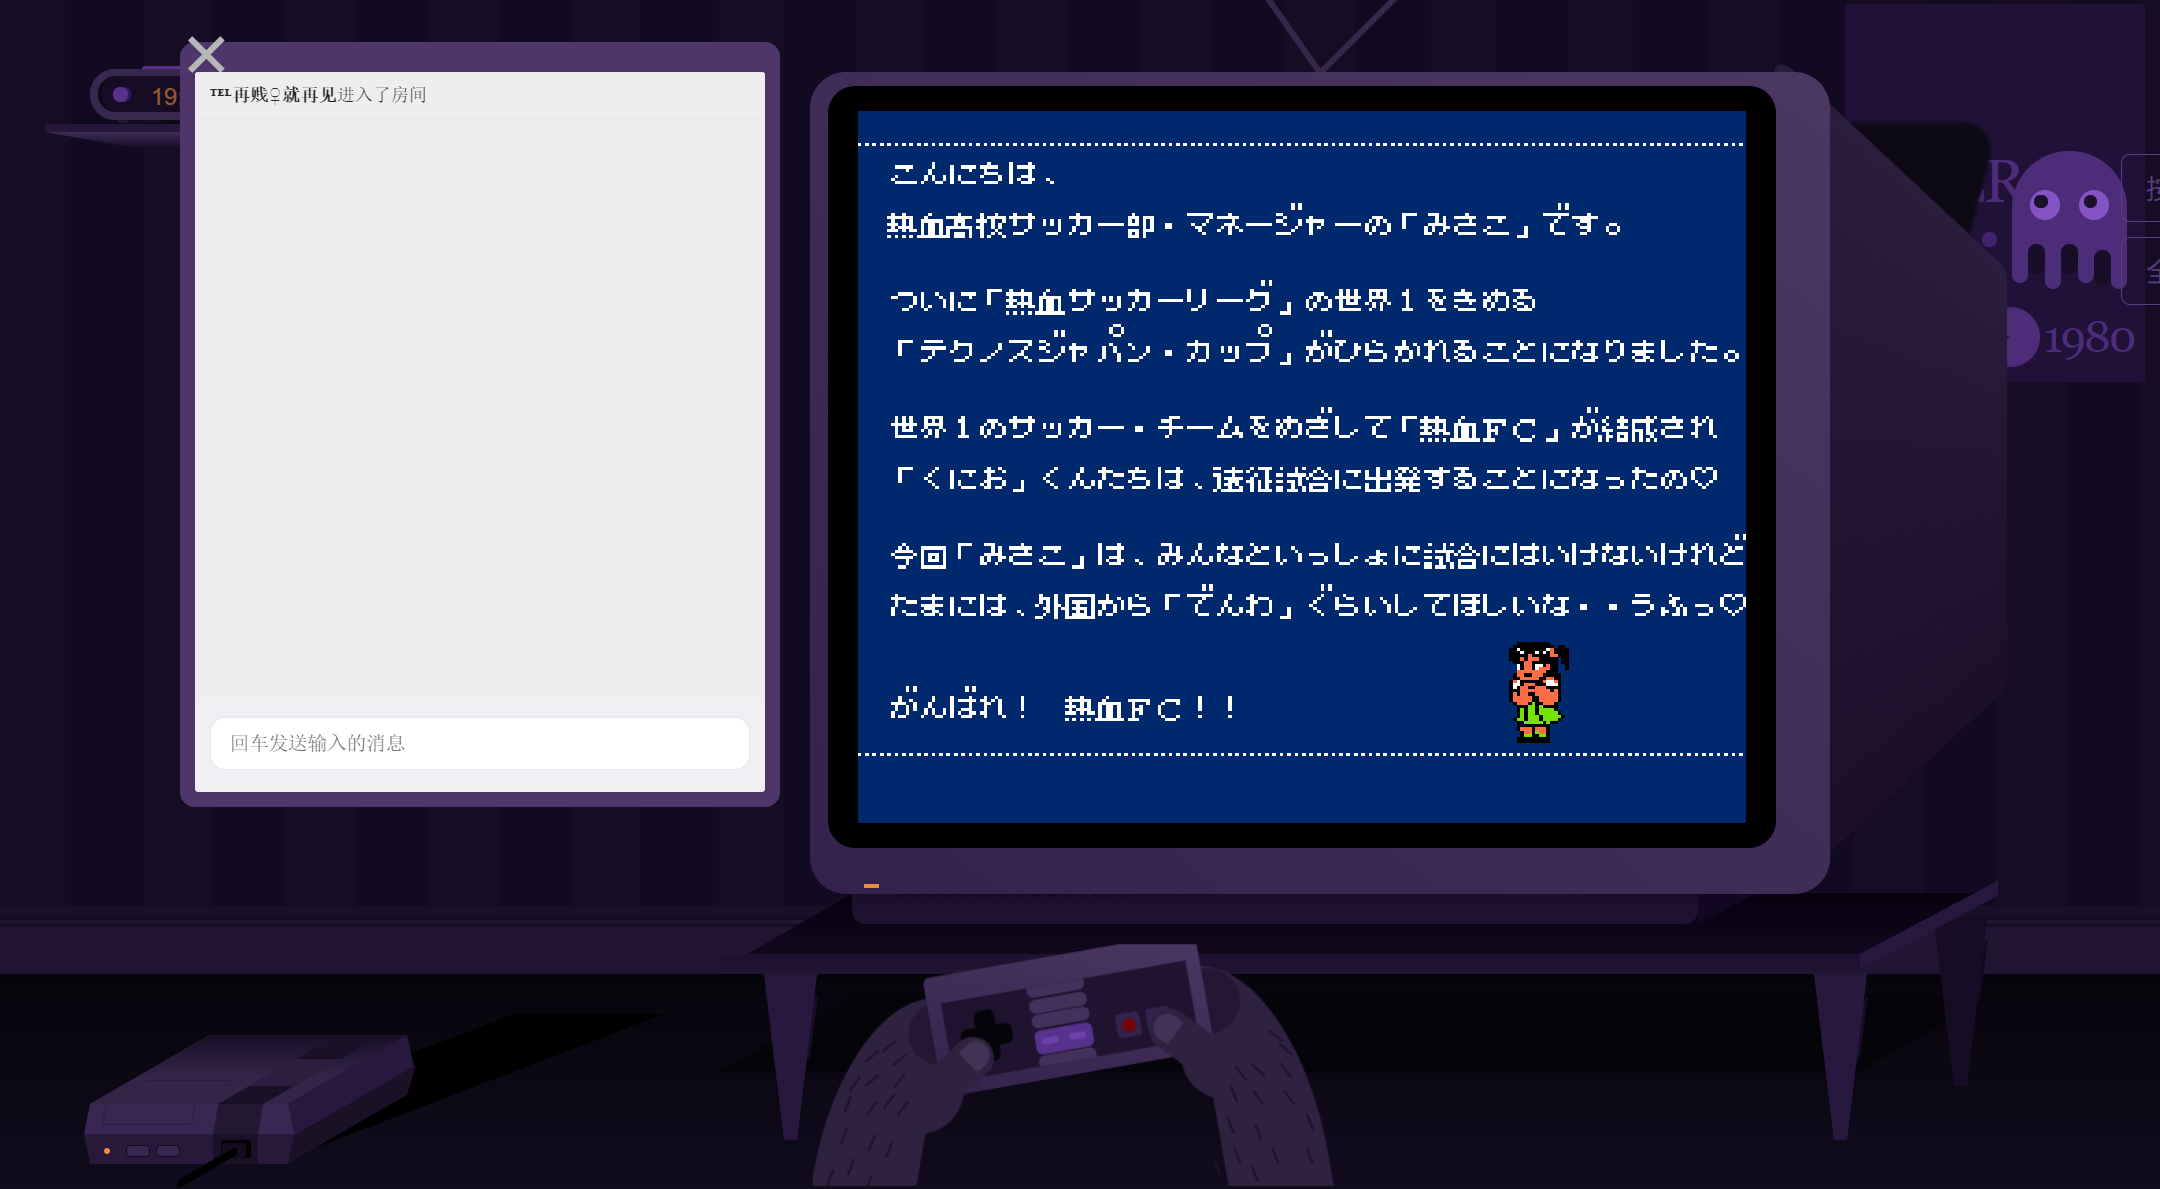 19
TEL再贱♀就再见进入了房间
回车发送输入的消息
こんにちは、
熱血高校サッカー部・マネージャーの「みさこ」です。
ついに「熱血サッカーリーグ」の世界1をきめる
「テクノスジャパン・カップ」がひらかれることになりました。
世界1のサッカー・チームをめざして「熱血FC」が結成され
「くにお」くんたちは、遠征試合に出発することになったの♡
今回「みさこ」は、みんなといっしょに試合にはいけないけれど
たまには、外国から「でんわ」ぐらいしてほしいな・・うふっ♡
がんばれ！ 熱血FC！！
R
1980
全